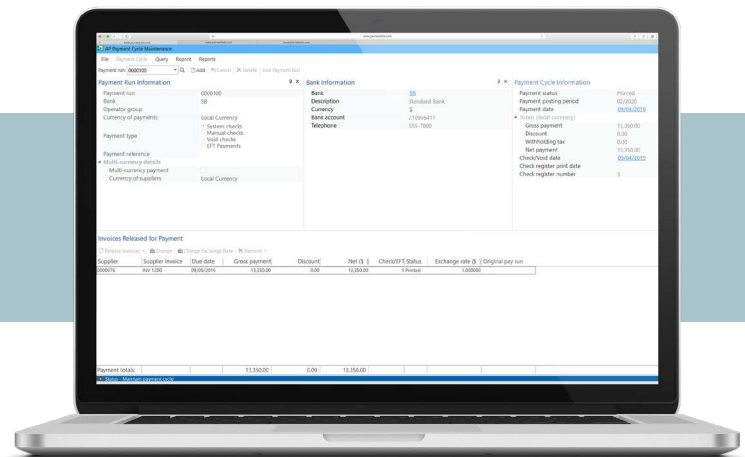 AP Payment Cycle Maintenance
File Payment Cycle Query Reprint Reports
Payment run: 0000100 Add Cancel Delete End Payment Run
Payment Run Information
Payment run 0000100
Bank SB
Operator group
Currency of payments Local Currency
Payment type
System checks
Manual checks
Void checks
EFT Payments
Payment reference
Multi-currency details
Multi-currency payment
Currency of suppliers Local Currency
Bank Information
Bank SB
Description Standard Bank
Currency $
Bank account 210956411
Telephone 555-7800
Payment Cycle Information
Payment status Printed
Payment posting period 02/2020
Payment date 09/04/2019
Totals (local currency)
Gross payment 13,350.00
Discount 0.00
Withholding tax 0.00
Net payment 13,350.00
Check/Void date 09/04/2019
Check register print date
Check register number 3
Invoices Released for Payment
Release Invoices Change Change Exchange Rate Remove
Supplier Supplier invoice Due date Gross payment Discount Net ($ ) Check/EFT Status Exchange rate ($ ) Original pay run
0000076 INV 1200 13,350.00 0.00 13,350.00 1 Printed 1.000000
Payment totals: 13,350.00 0.00 13,350.00
Status - Maintain payment cycle